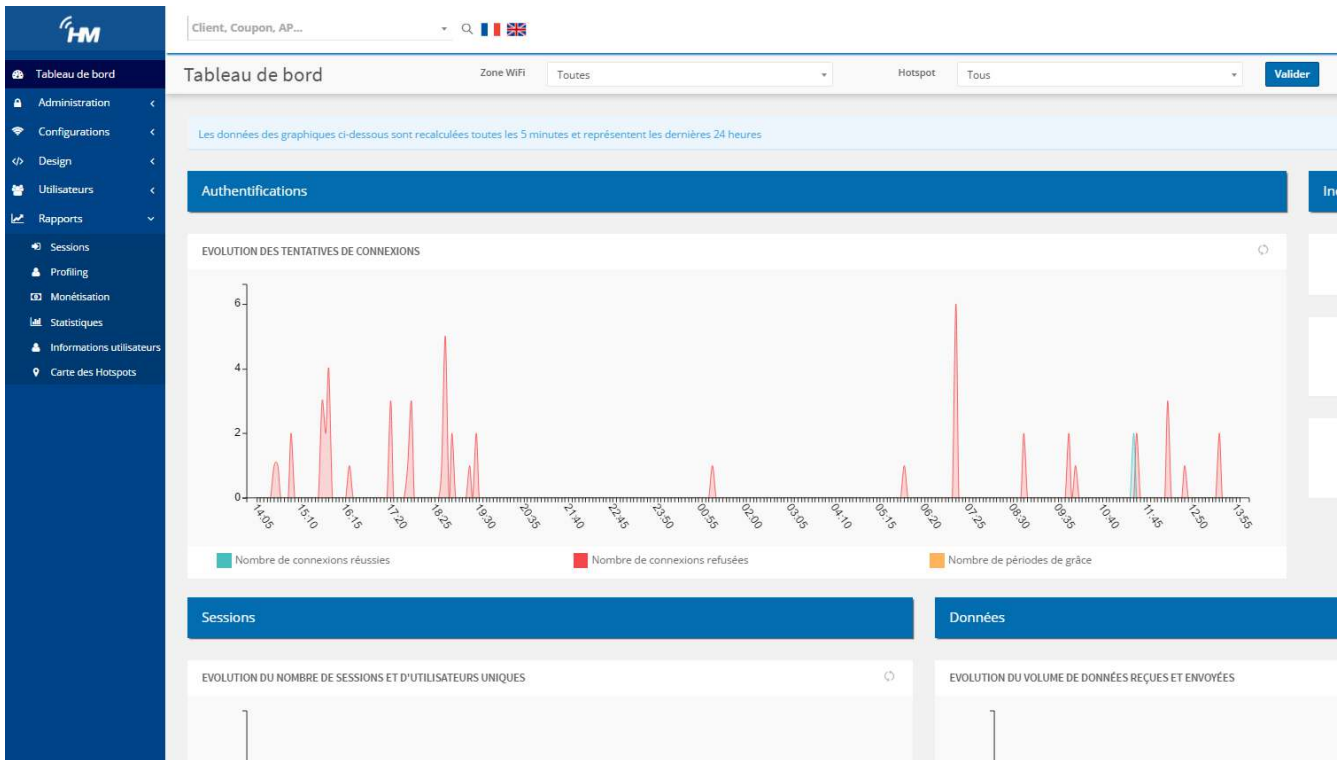 HM
Client, Coupon, AP...
Tableau de bord
Administration
Configurations
Design
Utilisateurs
Rapports
Sessions
Profiling
Monétisation
Statistiques
Informations utilisateurs
Carte des Hotspots
Tableau de bord
Zone WiFi
Toutes
Hotspot
Tous
Valider
Les données des graphiques ci-dessous sont recalculées toutes les 5 minutes et représentent les dernières 24 heures
Authentifications
EVOLUTION DES TENTATIVES DE CONNEXIONS
6
4
2
0
14:05
15:10
16:15
17:20
18:25
19:30
20:35
21:40
22:45
23:50
00:55
02:00
03:05
04:10
05:15
06:20
07:25
08:30
09:35
10:40
11:45
12:50
13:55
Nombre de connexions réussies
Nombre de connexions refusées
Nombre de périodes de grâce
Sessions
Données
EVOLUTION DU NOMBRE DE SESSIONS ET D'UTILISATEURS UNIQUES
EVOLUTION DU VOLUME DE DONNÉES REÇUES ET ENVOYÉES